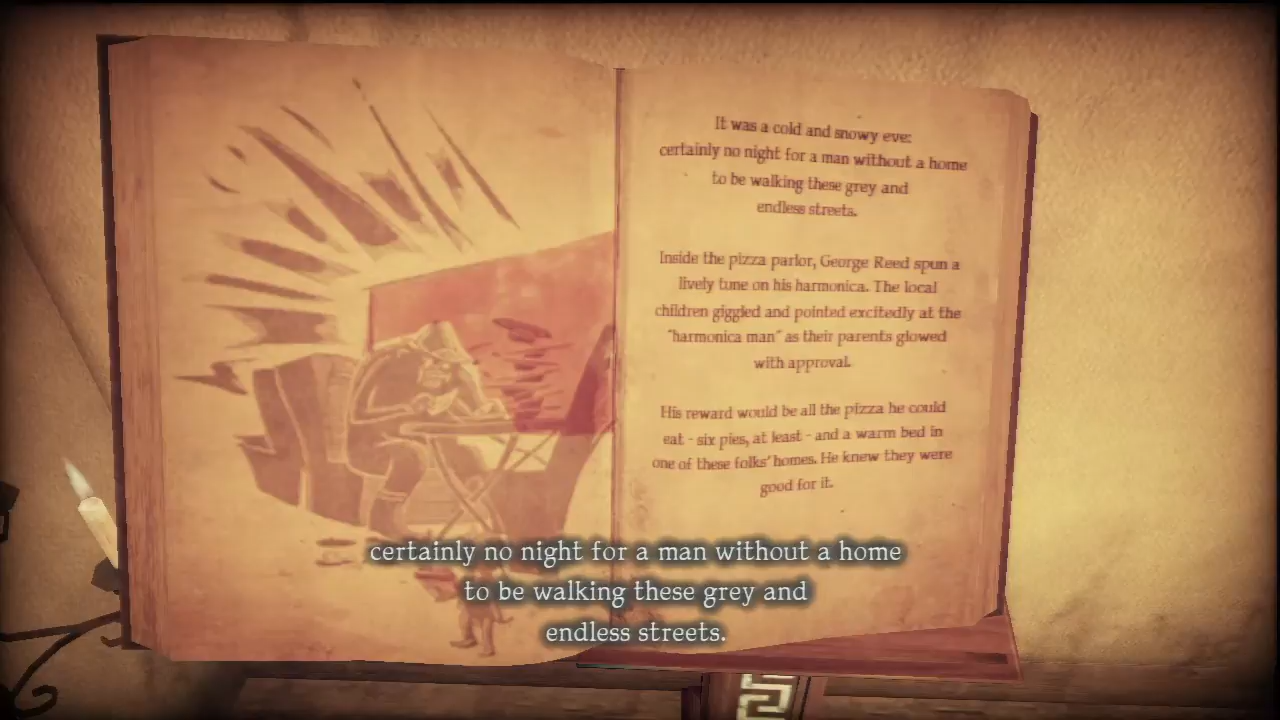 It was a cold and snowy eve:
certainly no night for a man without a home
to be walking these grey and
endless streets.
Inside the pizza parlor, George Reed spun a
lively tune on his harmonica. The local
children giggled and pointed excitedly at the
"harmonica man" as their parents glowed
with approval.
His reward would be all the pizza he could
eat - six pies, at least - and a warm bed in
one of these folks' homes. He knew they were
good for it.
certainly no night for a man without a home
to be walking these grey and
endless streets.